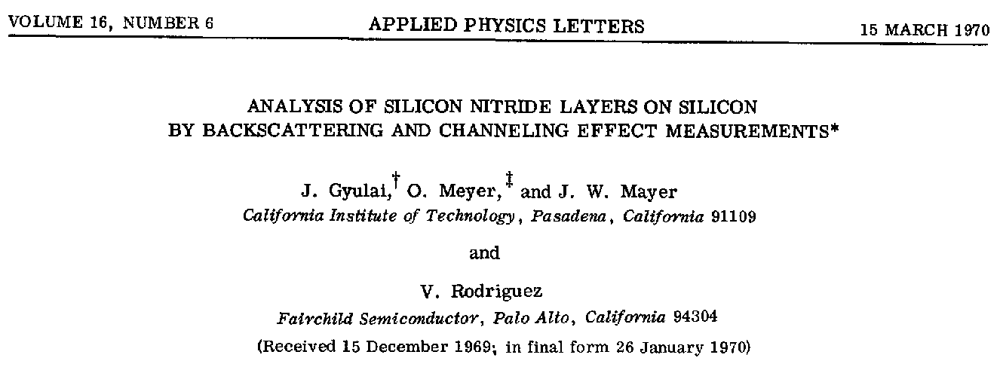 VOLUME 16, NUMBER 6 APPLIED PHYSICS LETTERS 15 MARCH 1970
ANALYSIS OF SILICON NITRIDE LAYERS ON SILICON
BY BACKSCATTERING AND CHANNELING EFFECT MEASUREMENTS*
J. Gyulai,† O. Meyer,‡ and J. W. Mayer
California Institute of Technology, Pasadena, California 91109
and
V. Rodriguez
Fairchild Semiconductor, Palo Alto, California 94304
(Received 15 December 1969; in final form 26 January 1970)